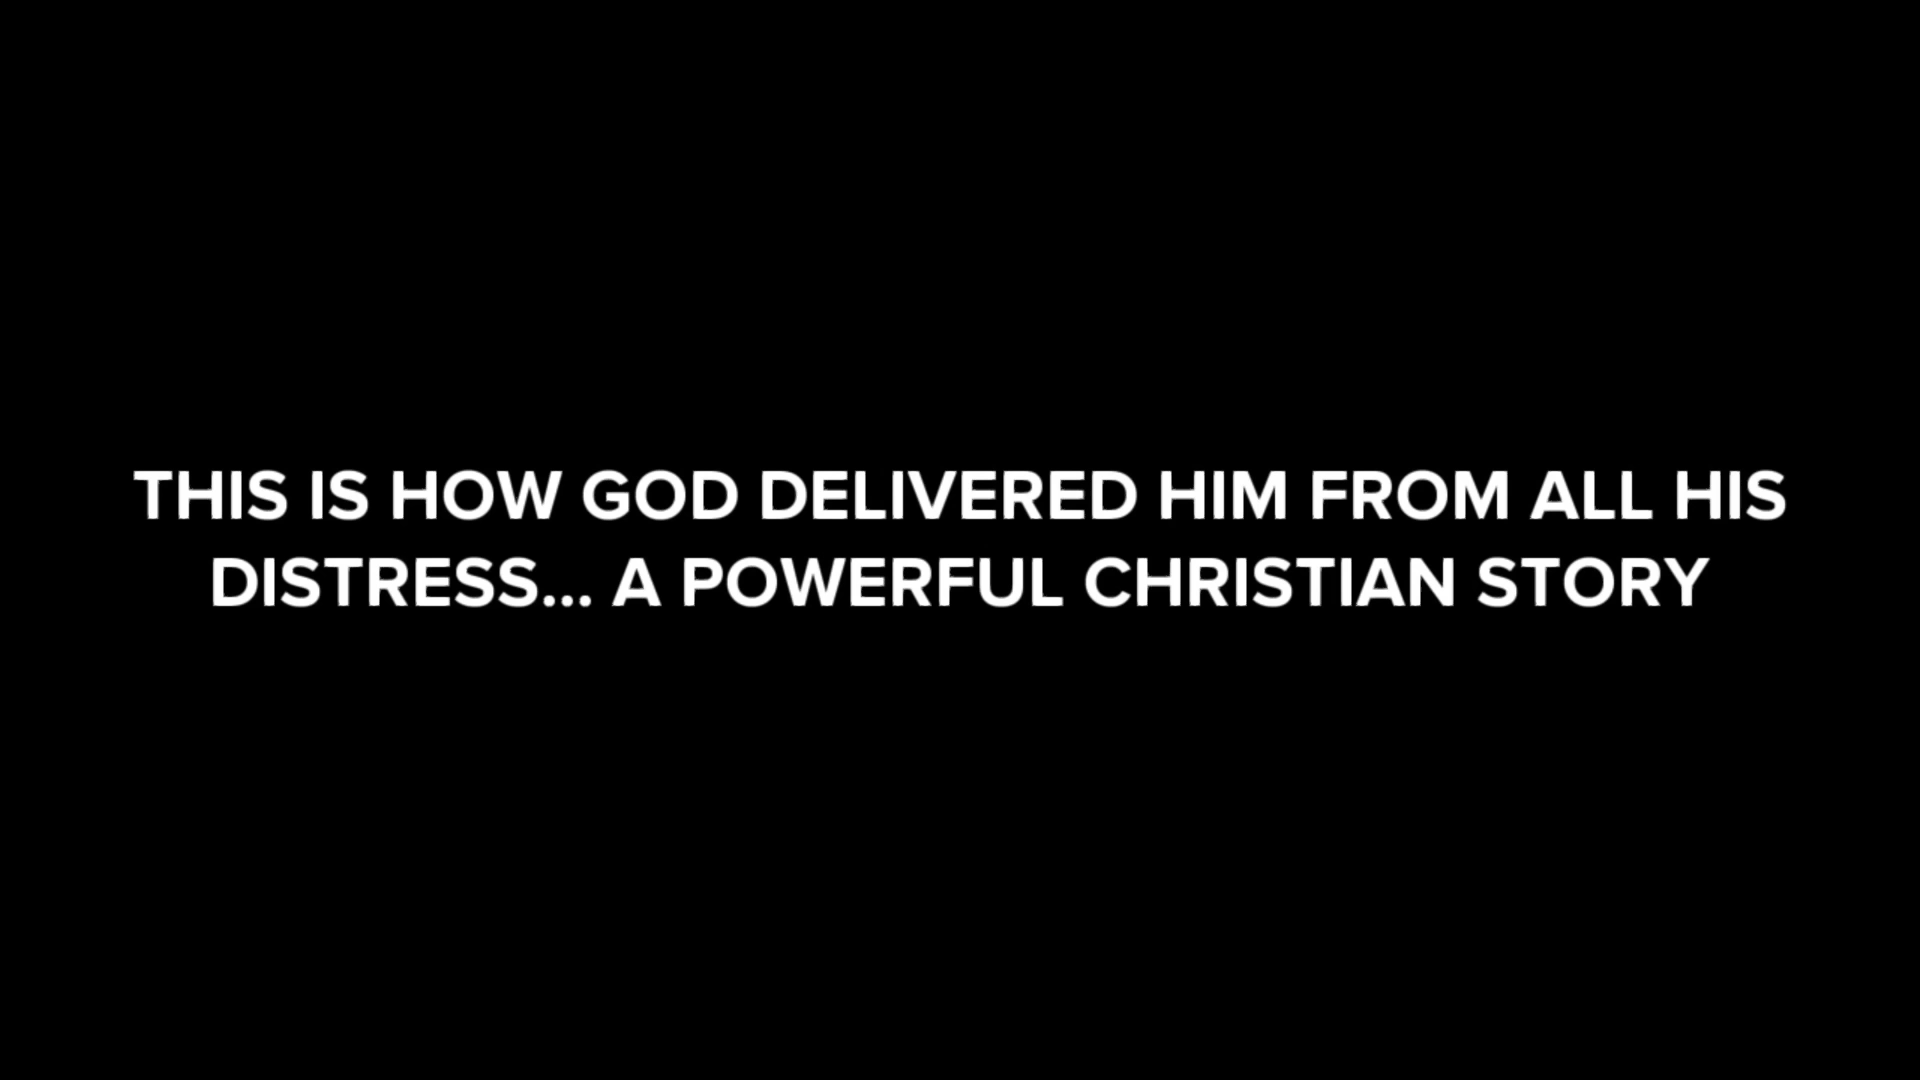 THIS IS HOW GOD DELIVERED HIM FROM ALL HIS
DISTRESS... A POWERFUL CHRISTIAN STORY